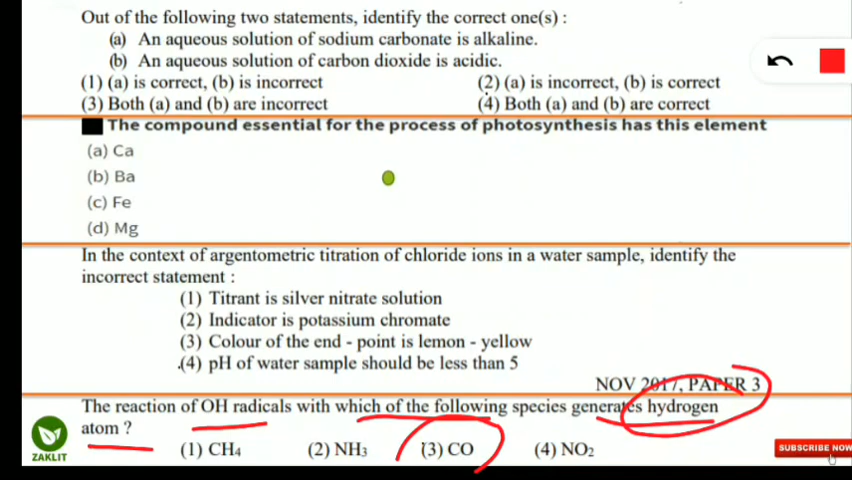 Out of the following two statements, identify the correct one(s) :
(a) An aqueous solution of sodium carbonate is alkaline.
(b) An aqueous solution of carbon dioxide is acidic.
(1) (a) is correct, (b) is incorrect (2) (a) is incorrect, (b) is correct
(3) Both (a) and (b) are incorrect (4) Both (a) and (b) are correct
The compound essential for the process of photosynthesis has this element
(a) Ca
(b) Ba
(c) Fe
(d) Mg
In the context of argentometric titration of chloride ions in a water sample, identify the
incorrect statement :
(1) Titrant is silver nitrate solution
(2) Indicator is potassium chromate
(3) Colour of the end - point is lemon - yellow
(4) pH of water sample should be less than 5
NOV 2017, PAPER 3
The reaction of OH radicals with which of the following species generates hydrogen
atom ?
(1) CH4 (2) NH3 (3) CO (4) NO2
ZAKLIT
SUBSCRIBE NOW